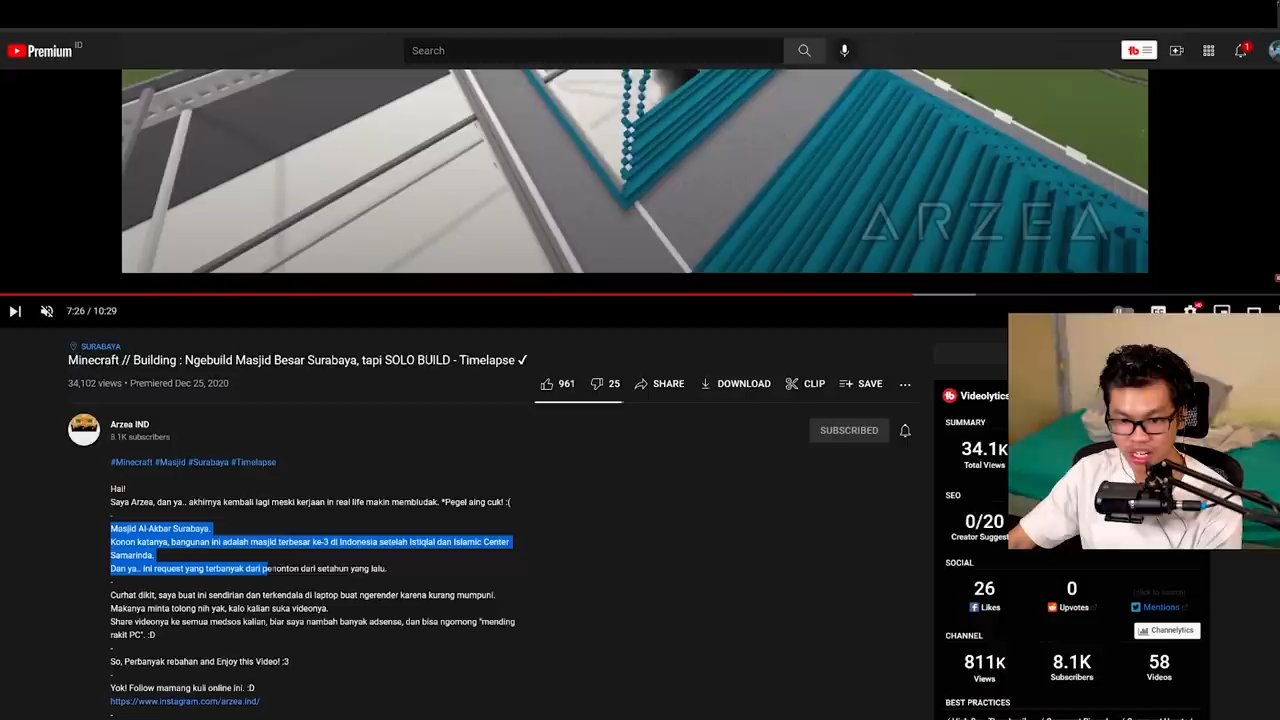 Premium ID
Search
1
ARZEA
7:26 / 10:29
SURABAYA
Minecraft // Building : Ngebuild Masjid Besar Surabaya, tapi SOLO BUILD - Timelapse ✓
34,102 views • Premiered Dec 25, 2020
961
25
SHARE
DOWNLOAD
CLIP
SAVE
Arzea IND
8.1K subscribers
SUBSCRIBED
#Minecraft #Masjid #Surabaya #Timelapse
Hai!
Saya Arzea, dan ya.. akhirnya kembali lagi meski kerjaan in real life makin membludak. *Pegel aing cuk! :(
-
Masjid Al-Akbar Surabaya.
Konon katanya, bangunan ini adalah masjid terbesar ke-3 di Indonesia setelah Istiqlal dan Islamic Center
Samarinda.
Dan ya.. ini request yang terbanyak dari penonton dari setahun yang lalu.
-
Curhat dikit, saya buat ini sendirian dan terkendala di laptop buat ngerender karena kurang mumpuni.
Makanya minta tolong nih yak, kalo kalian suka videonya.
Share videonya ke semua medsos kalian, biar saya nambah banyak adsense, dan bisa ngomong "mending
rakit PC". :D
-
So, Perbanyak rebahan and Enjoy this Video! :3
-
Yok! Follow mamang kuli online ini. :D
https://www.instagram.com/arzea.ind/
-
tb Videolytics
SUMMARY
34.1K
Total Views
SEO
0/20
Creator Suggest
SOCIAL
26
Likes
0
Upvotes
(click to search)
Mentions
Channelytics
CHANNEL
811K
Views
8.1K
Subscribers
58
Videos
BEST PRACTICES